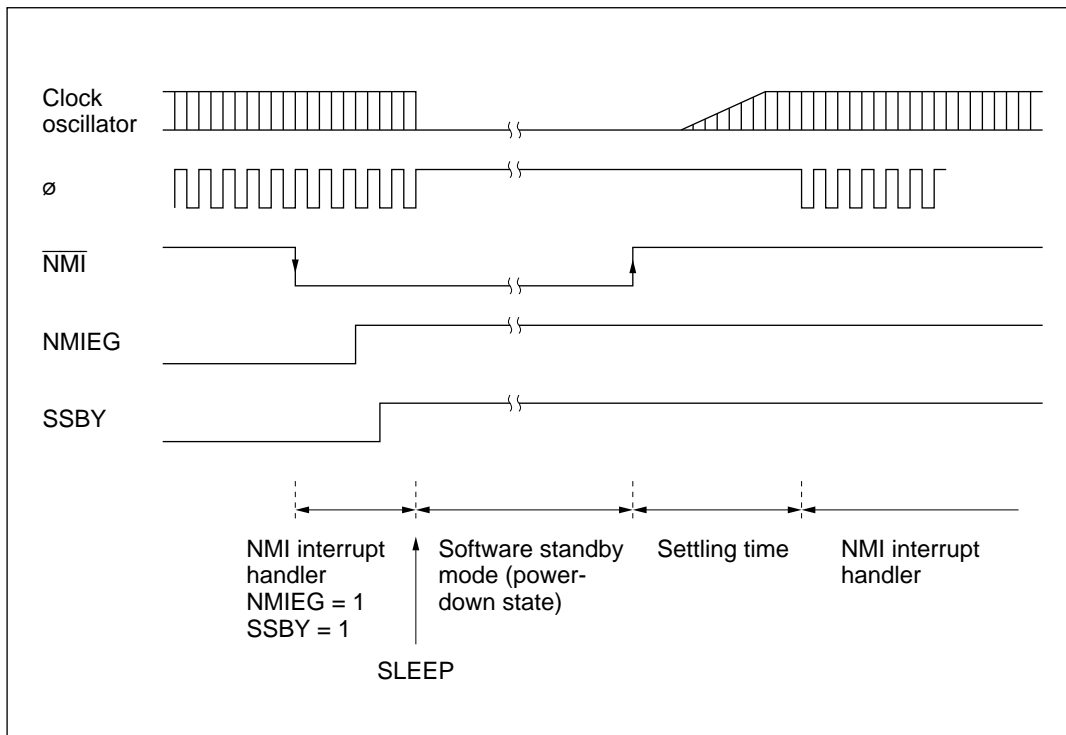 Clock
oscillator
ø
NMI
NMIEG
SSBY
NMI interrupt
handler
NMIEG = 1
SSBY = 1
Software standby
mode (power-
down state)
Settling time
NMI interrupt
handler
SLEEP